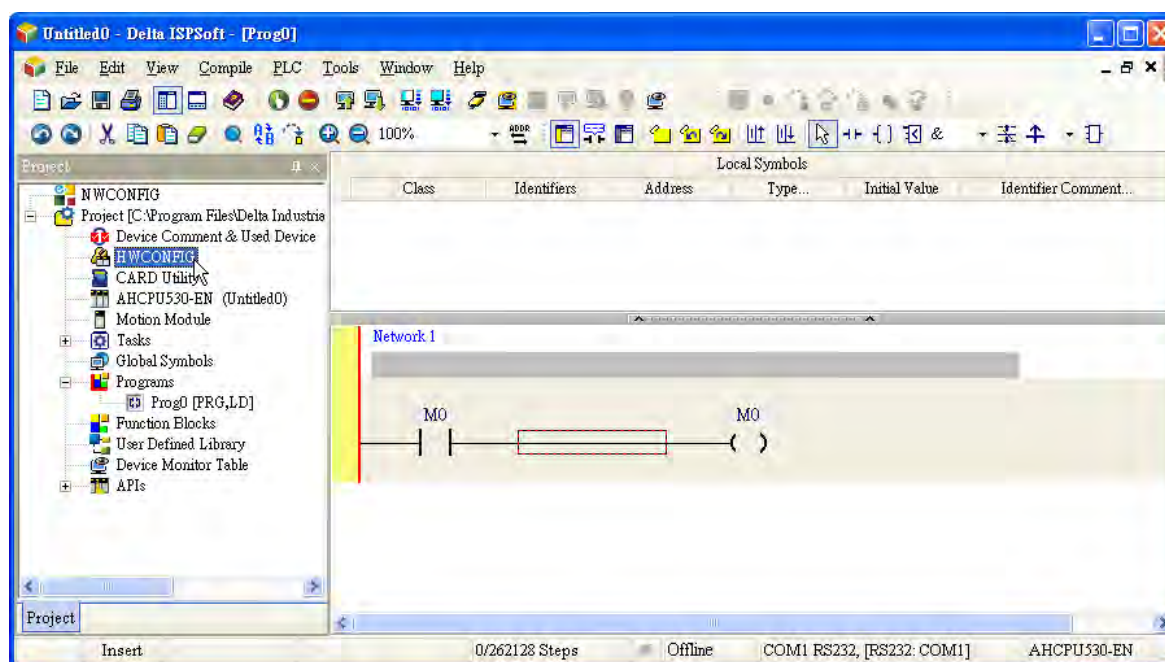 Untitled0 - Delta ISPSoft - [Prog0]
File Edit View Compile PLC Tools Window Help
100%
ADDR
&
Project
NWCONFIG
Project [C:\Program Files\Delta Industria
Device Comment & Used Device
HWCONFIG
CARD Utility
AHCPU530-EN (Untitled0)
Motion Module
Tasks
Global Symbols
Programs
Prog0 [PRG,LD]
Function Blocks
User Defined Library
Device Monitor Table
APIs
Project
Local Symbols
Class Identifiers Address Type... Initial Value Identifier Comment...
Network 1
M0 M0
Insert 0/262128 Steps Offline COM1 RS232, [RS232: COM1] AHCPU530-EN